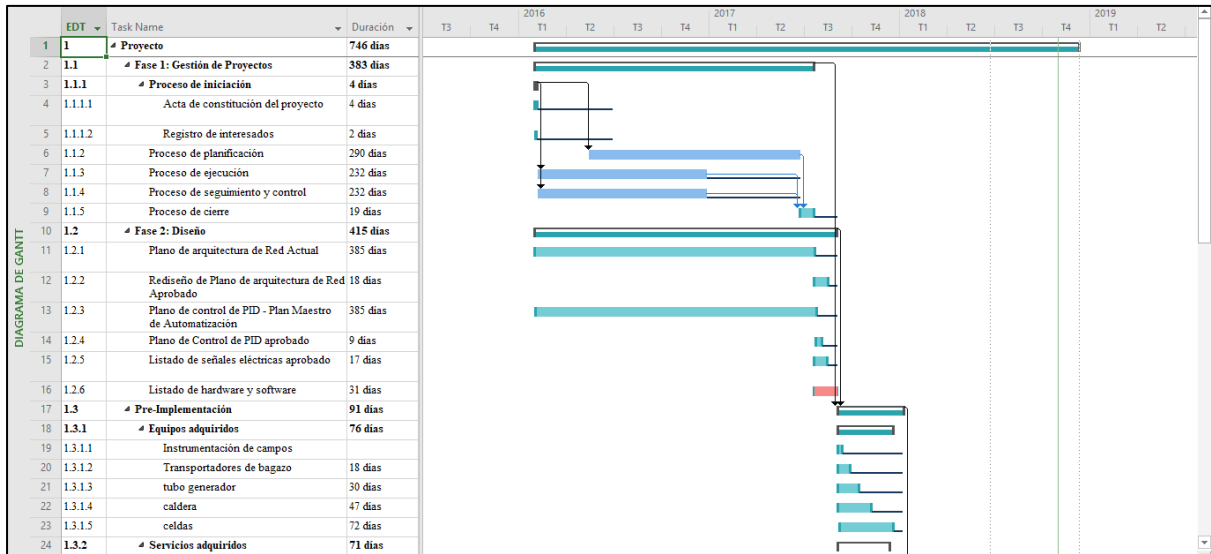 2016 2017 2018 2019
EDT Task Name Duración T3 T4 T1 T2 T3 T4 T1 T2 T3 T4 T1 T2 T3 T4 T1 T2
DIAGRAMA DE GANTT
1 1 Proyecto 746 días
2 1.1 Fase 1: Gestión de Proyectos 383 días
3 1.1.1 Proceso de iniciación 4 días
4 1.1.1.1 Acta de constitución del proyecto 4 días
5 1.1.1.2 Registro de interesados 2 días
6 1.1.2 Proceso de planificación 290 días
7 1.1.3 Proceso de ejecución 232 días
8 1.1.4 Proceso de seguimiento y control 232 días
9 1.1.5 Proceso de cierre 19 días
10 1.2 Fase 2: Diseño 415 días
11 1.2.1 Plano de arquitectura de Red Actual 385 días
12 1.2.2 Rediseño de Plano de arquitectura de Red 18 días
Aprobado
13 1.2.3 Plano de control de PID - Plan Maestro 385 días
de Automatización
14 1.2.4 Plano de Control de PID aprobado 9 días
15 1.2.5 Listado de señales eléctricas aprobado 17 días
16 1.2.6 Listado de hardware y software 31 días
17 1.3 Pre-Implementación 91 días
18 1.3.1 Equipos adquiridos 76 días
19 1.3.1.1 Instrumentación de campos
20 1.3.1.2 Transportadores de bagazo 18 días
21 1.3.1.3 tubo generador 30 días
22 1.3.1.4 caldera 47 días
23 1.3.1.5 celdas 72 días
24 1.3.2 Servicios adquiridos 71 días